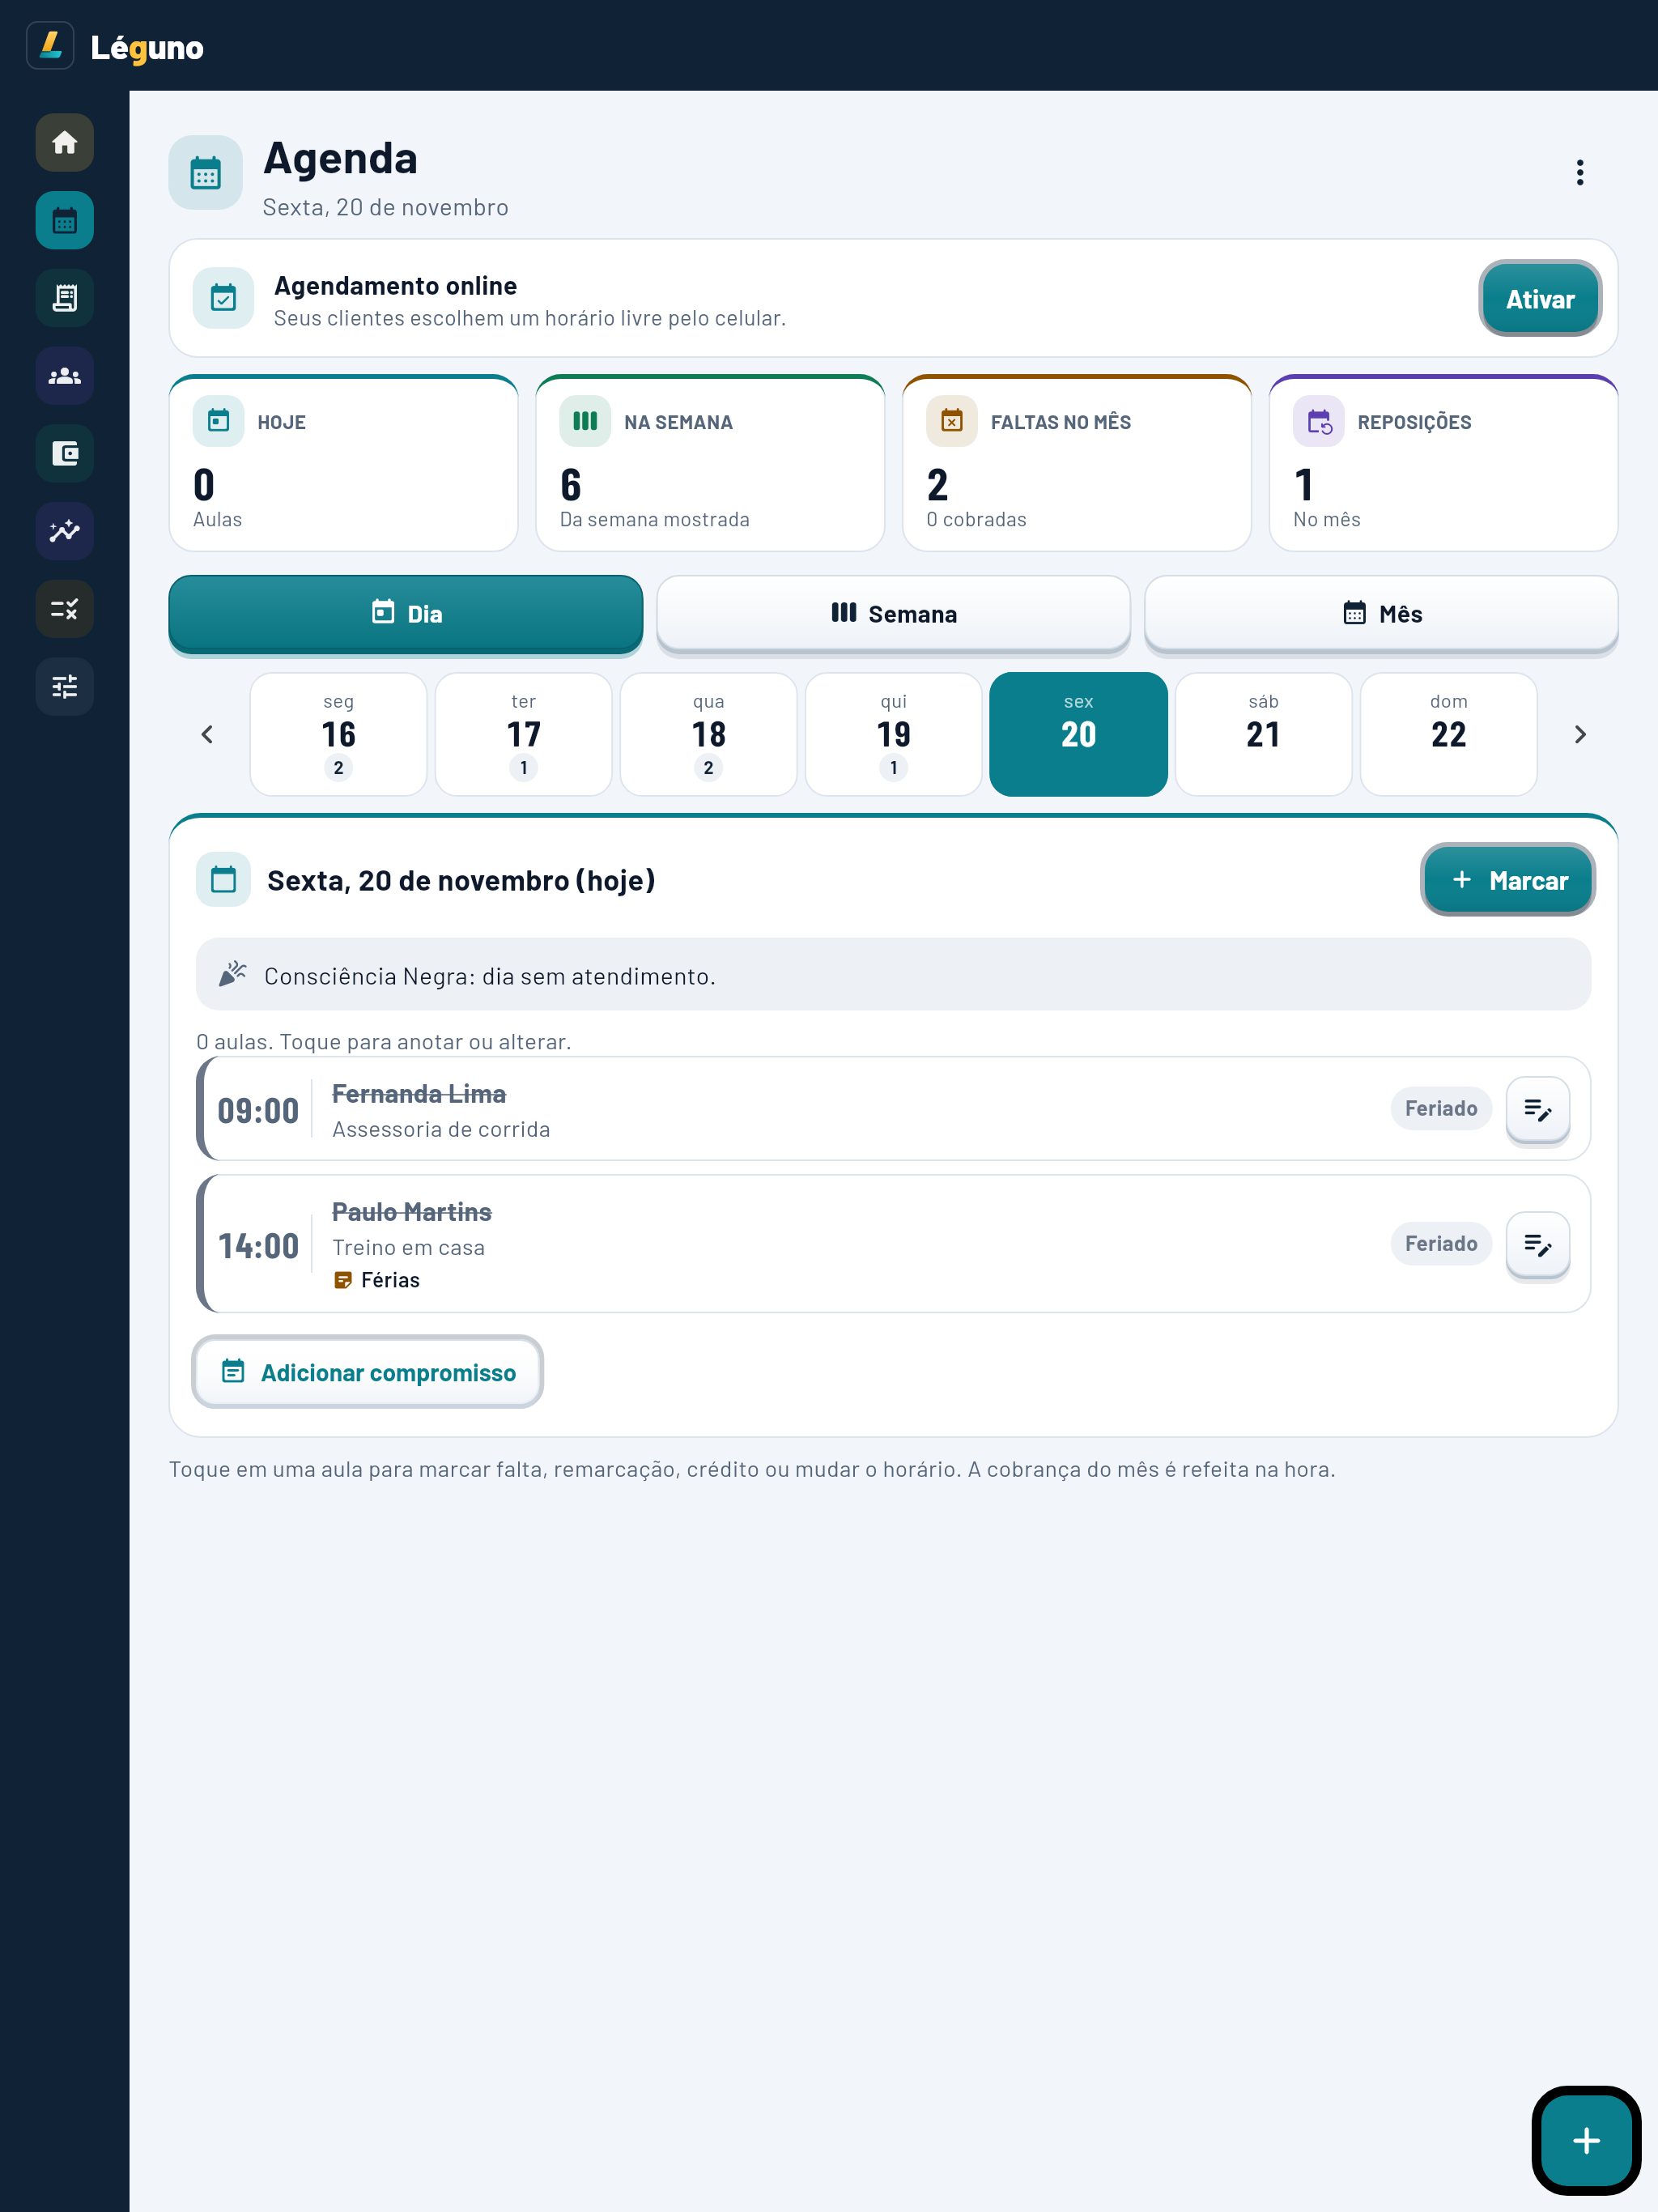 Léguno
Agenda
Sexta, 20 de novembro
Agendamento online
Seus clientes escolhem um horário livre pelo celular.
Ativar
HOJE
0
Aulas
NA SEMANA
6
Da semana mostrada
FALTAS NO MÊS
2
0 cobradas
REPOSIÇÕES
1
No mês
Dia
Semana
Mês
seg
16
2
ter
17
1
qua
18
2
qui
19
1
sex
20
sáb
21
dom
22
Sexta, 20 de novembro (hoje)
Marcar
Consciência Negra: dia sem atendimento.
0 aulas. Toque para anotar ou alterar.
09:00
Fernanda Lima
Assessoria de corrida
Feriado
14:00
Paulo Martins
Treino em casa
Férias
Feriado
Adicionar compromisso
Toque em uma aula para marcar falta, remarcação, crédito ou mudar o horário. A cobrança do mês é refeita na hora.